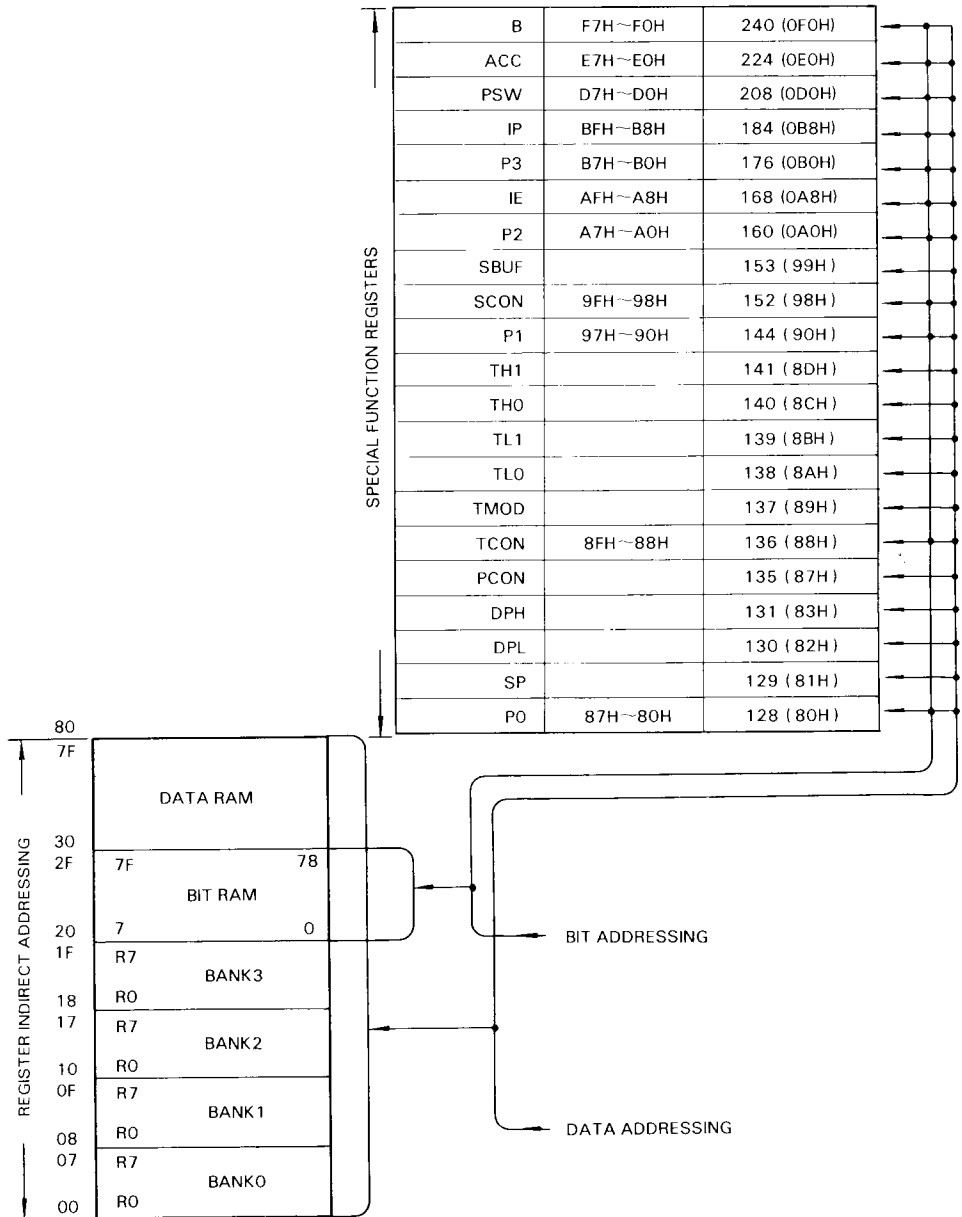 B F7H~F0H 240 (0F0H)
ACC E7H~E0H 224 (0E0H)
PSW D7H~D0H 208 (0D0H)
IP BFH~B8H 184 (0B8H)
P3 B7H~B0H 176 (0B0H)
IE AFH~A8H 168 (0A8H)
P2 A7H~A0H 160 (0A0H)
SBUF 153 (99H)
SCON 9FH~98H 152 (98H)
P1 97H~90H 144 (90H)
TH1 141 (8DH)
TH0 140 (8CH)
TL1 139 (8BH)
TL0 138 (8AH)
TMOD 137 (89H)
TCON 8FH~88H 136 (88H)
PCON 135 (87H)
DPH 131 (83H)
DPL 130 (82H)
SP 129 (81H)
P0 87H~80H 128 (80H)
SPECIAL FUNCTION REGISTERS
80
7F
DATA RAM
30
2F 7F 78
BIT RAM
20 7 0
1F R7
BANK3
18 R0
17 R7
BANK2
10 R0
0F R7
BANK1
08 R0
07 R7
BANK0
00 R0
REGISTER INDIRECT ADDRESSING
BIT ADDRESSING
DATA ADDRESSING